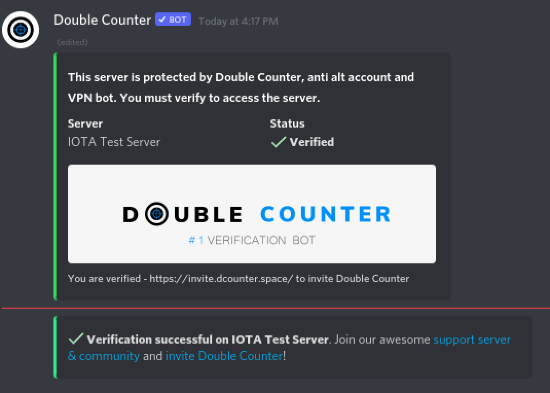 Double Counter ✓ BOT Today at 4:17 PM
(edited)
This server is protected by Double Counter, anti alt account and
VPN bot. You must verify to access the server.
Server Status
IOTA Test Server ✓ Verified
DOUBLE COUNTER
# 1 VERIFICATION BOT
You are verified - https://invite.dcounter.space/ to invite Double Counter
✓ Verification successful on IOTA Test Server. Join our awesome support server
& community and invite Double Counter!